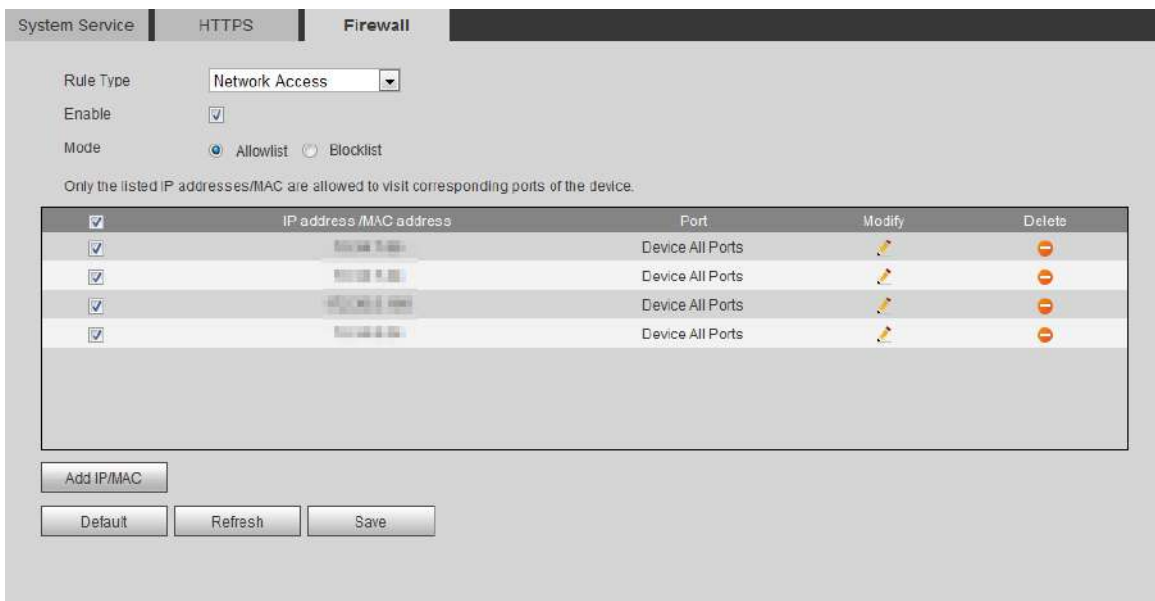 System Service HTTPS Firewall
Rule Type Network Access
Enable
Mode Allowlist Blocklist
Only the listed IP addresses/MAC are allowed to visit corresponding ports of the device.
IP address /MAC address Port Modify Delete
Device All Ports
Device All Ports
Device All Ports
Device All Ports
Add IP/MAC
Default Refresh Save